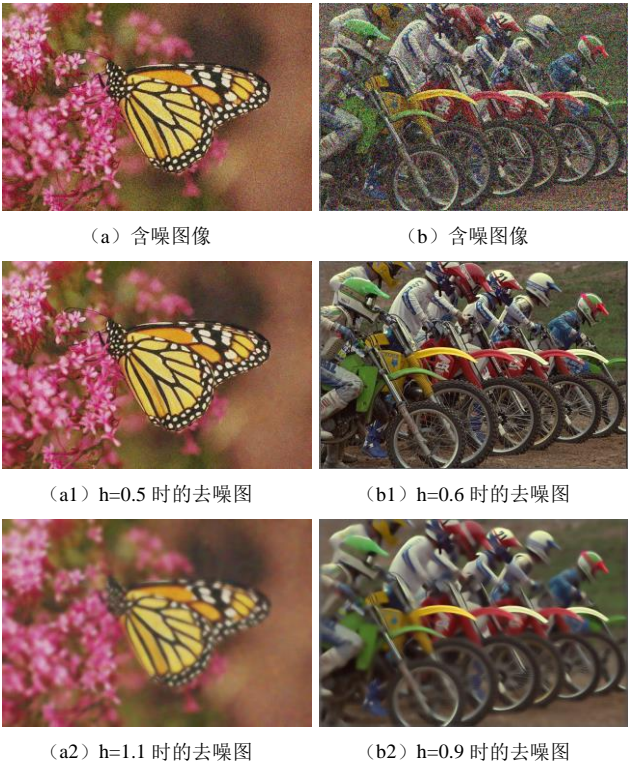 （a）含噪图像
（b）含噪图像
（a1）h=0.5 时的去噪图
（b1）h=0.6 时的去噪图
（a2）h=1.1 时的去噪图
（b2）h=0.9 时的去噪图